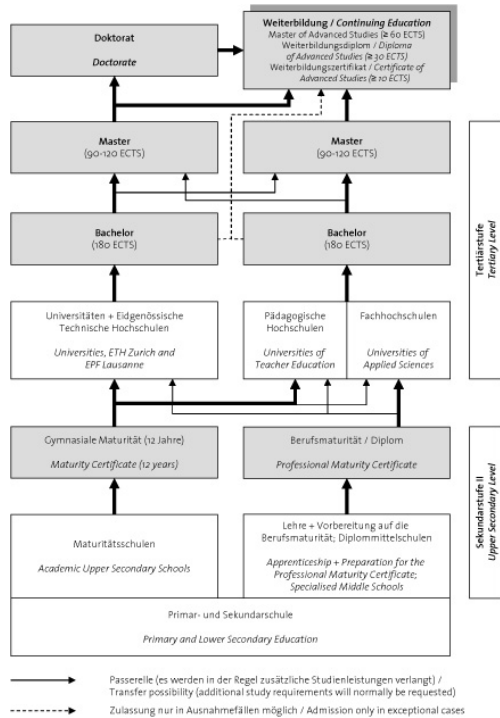 Doktorat
Doctorate
Weiterbildung / Continuing Education
Master of Advanced Studies (≥ 60 ECTS)
Weiterbildungsdiplom / Diploma
of Advanced Studies (≥ 30 ECTS)
Weiterbildungszertifikat / Certificate of
Advanced Studies (≥ 10 ECTS)
Master
(90-120 ECTS)
Master
(90-120 ECTS)
Bachelor
(180 ECTS)
Bachelor
(180 ECTS)
Universitäten + Eidgenössische
Technische Hochschulen
Universities, ETH Zurich and
EPF Lausanne
Pädagogische
Hochschulen
Universities of
Teacher Education
Fachhochschulen
Universities of
Applied Sciences
Tertiärstufe
Tertiary Level
Gymnasiale Maturität (12 Jahre)
Maturity Certificate (12 years)
Berufsmaturität / Diplom
Professional Maturity Certificate
Maturitätsschulen
Academic Upper Secondary Schools
Lehre + Vorbereitung auf die
Berufsmaturität; Diplommittelschulen
Apprenticeship + Preparation for the
Professional Maturity Certificate;
Specialised Middle Schools
Sekundarstufe II
Upper Secondary Level
Primar- und Sekundarschule
Primary and Lower Secondary Education
Passerelle (es werden in der Regel zusätzliche Studienleistungen verlangt) /
Transfer possibility (additional study requirements will normally be requested)
Zulassung nur in Ausnahmefällen möglich / Admission only in exceptional cases